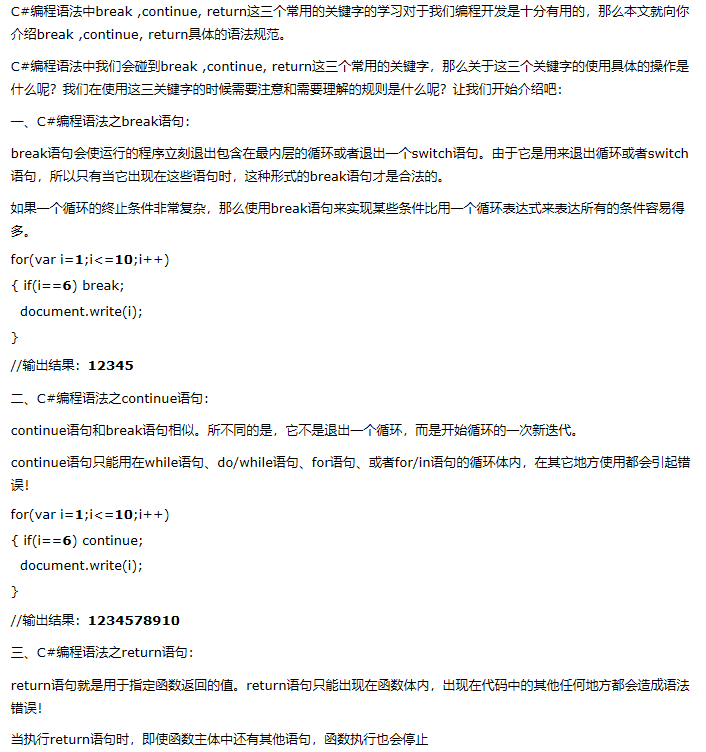 C#编程语法中break ,continue, return这三个常用的关键字的学习对于我们编程开发是十分有用的，那么本文就向你
介绍break ,continue, return具体的语法规范。
C#编程语法中我们会碰到break ,continue, return这三个常用的关键字，那么关于这三个关键字的使用具体的操作是
什么呢？我们在使用这三关键字的时候需要注意和需要理解的规则是什么呢？让我们开始介绍吧：
一、C#编程语法之break语句：
break语句会使运行的程序立刻退出包含在最内层的循环或者退出一个switch语句。由于它是用来退出循环或者switch
语句，所以只有当它出现在这些语句时，这种形式的break语句才是合法的。
如果一个循环的终止条件非常复杂，那么使用break语句来实现某些条件比用一个循环表达式来表达所有的条件容易得
多。
for(var i=1;i<=10;i++)
{ if(i==6) break;
document.write(i);
}
//输出结果：12345
二、C#编程语法之continue语句：
continue语句和break语句相似。所不同的是，它不是退出一个循环，而是开始循环的一次新迭代。
continue语句只能用在while语句、do/while语句、for语句、或者for/in语句的循环体内，在其它地方使用都会引起错
误！
for(var i=1;i<=10;i++)
{ if(i==6) continue;
document.write(i);
}
//输出结果：1234578910
三、C#编程语法之return语句：
return语句就是用于指定函数返回的值。return语句只能出现在函数体内，出现在代码中的其他任何地方都会造成语法
错误！
当执行return语句时，即使函数主体中还有其他语句，函数执行也会停止